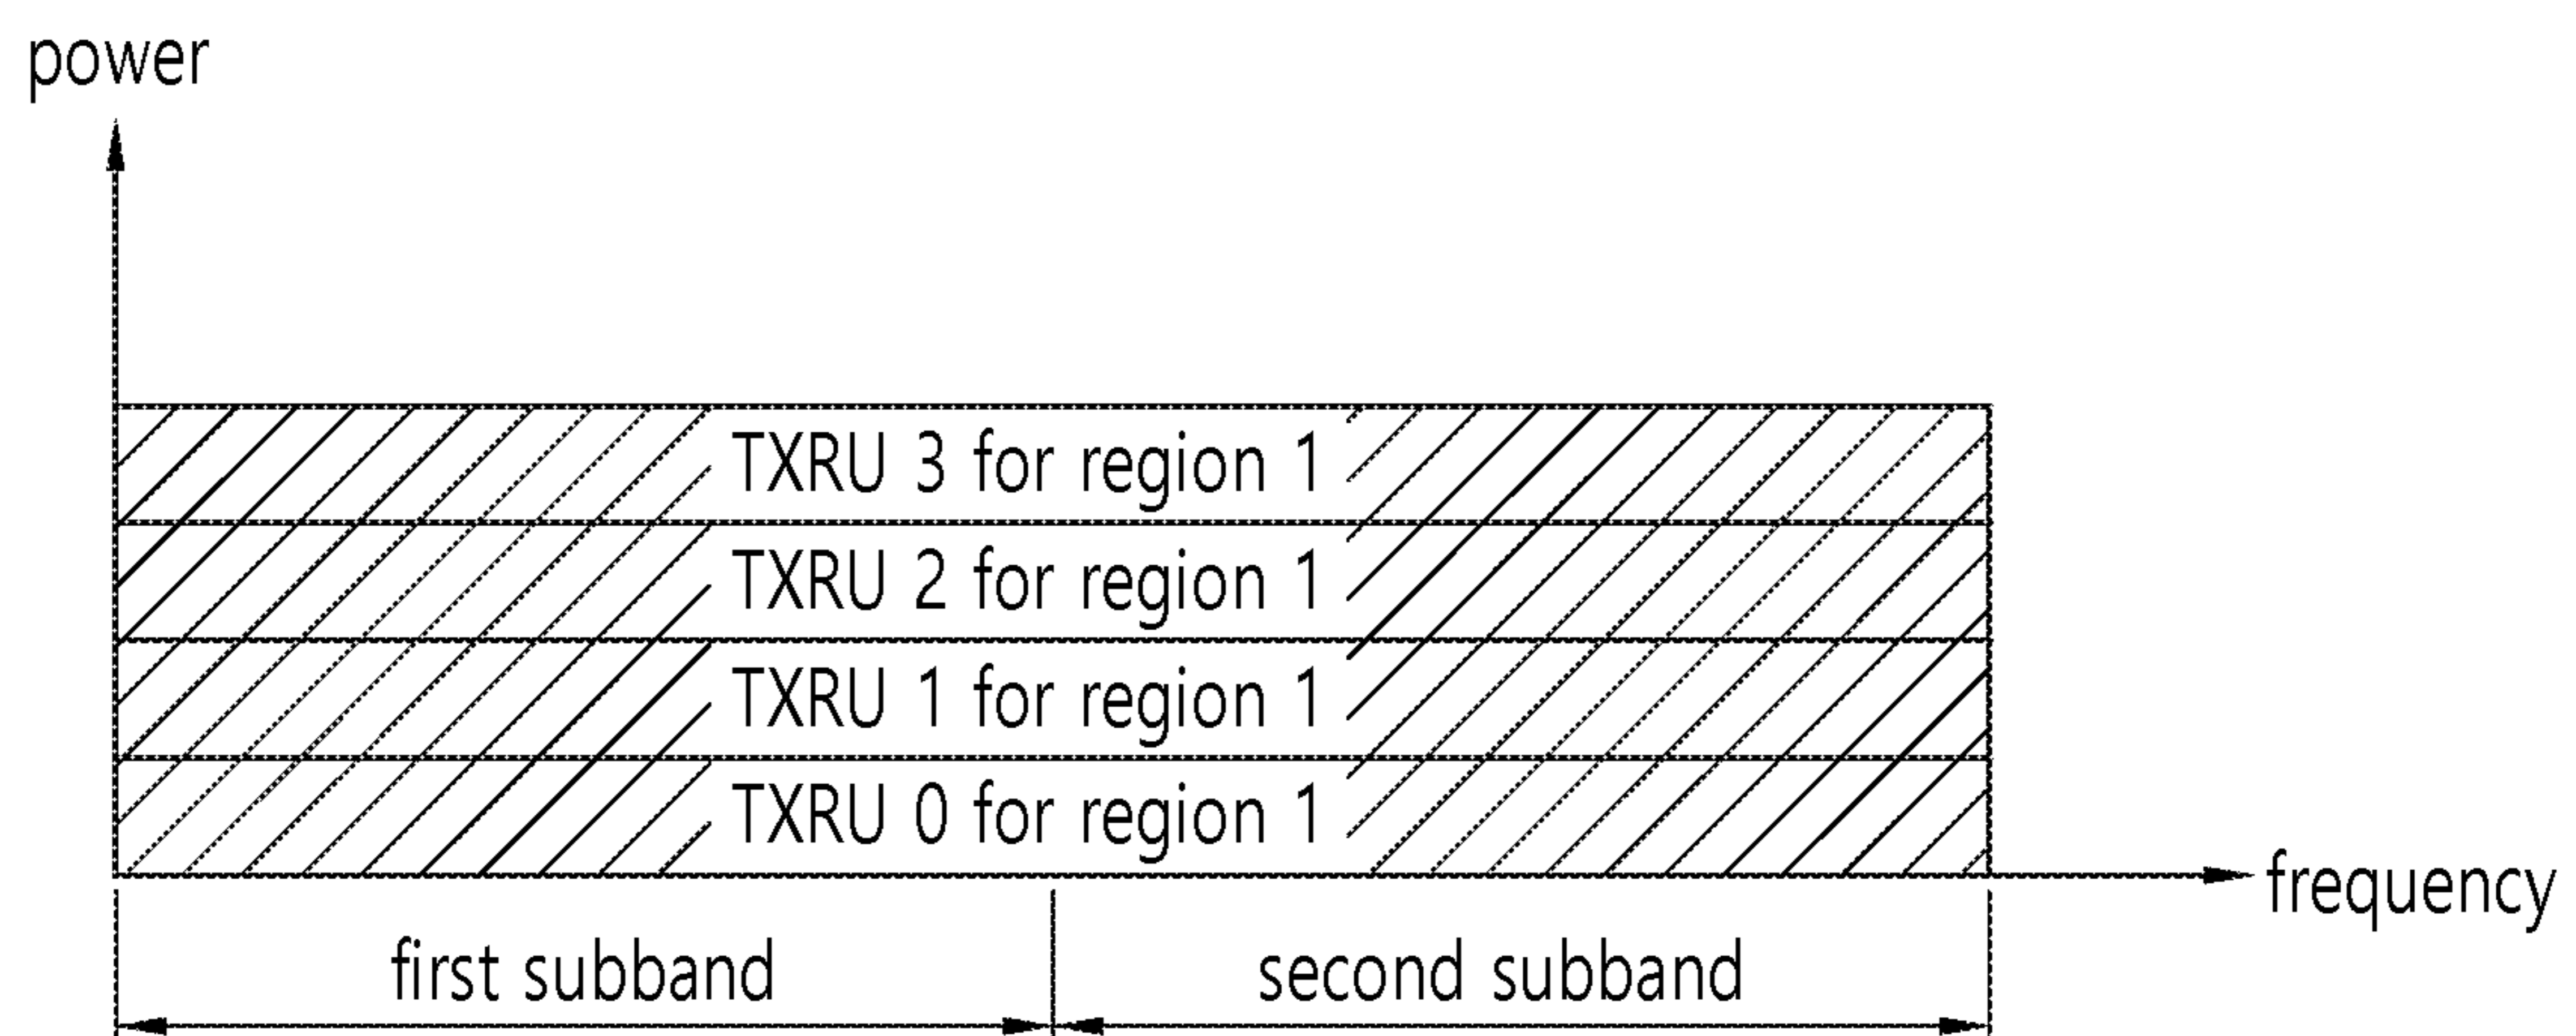 power
TXRU 3 for region 1
TXRU 2 for region 1
TXRU 1 for region 1
TXRU 0 for region 1
frequency
first subband
second subband